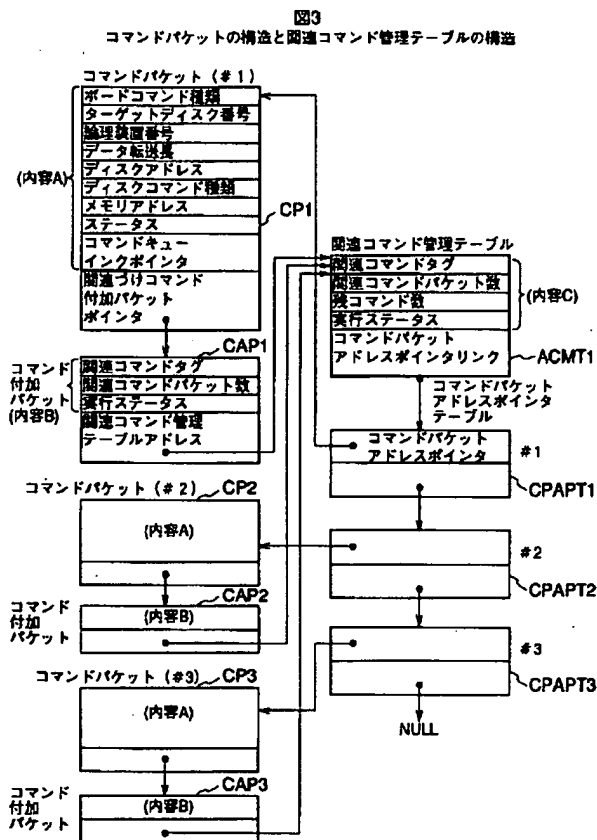 図3
コマンドパケットの構造と関連コマンド管理テーブルの構造
コマンドパケット (#1)
ボードコマンド種類
ターゲットディスク番号
論理装置番号
データ転送長
ディスクアドレス
ディスクコマンド種類
メモリアドレス
ステータス
コマンドキュー
インクポインタ
関連づけコマンド
付加パケット
ポインタ
(内容A)
CP1
CAP1
コマンド
付加
パケット
(内容B)
関連コマンドタグ
関連コマンドパケット数
実行ステータス
関連コマンド管理
テーブルアドレス
関連コマンド管理テーブル
関連コマンドタグ
関連コマンドパケット数
残コマンド数
実行ステータス
コマンドパケット
アドレスポインタリンク
(内容C)
ACMT1
コマンドパケット
アドレスポインタ
テーブル
コマンドパケット
アドレスポインタ
#1
CPAPT1
#2
CPAPT2
#3
CPAPT3
NULL
コマンドパケット (#2)
CP2
(内容A)
CAP2
コマンド
付加
パケット
(内容B)
コマンドパケット (#3)
CP3
(内容A)
CAP3
コマンド
付加
パケット
(内容B)